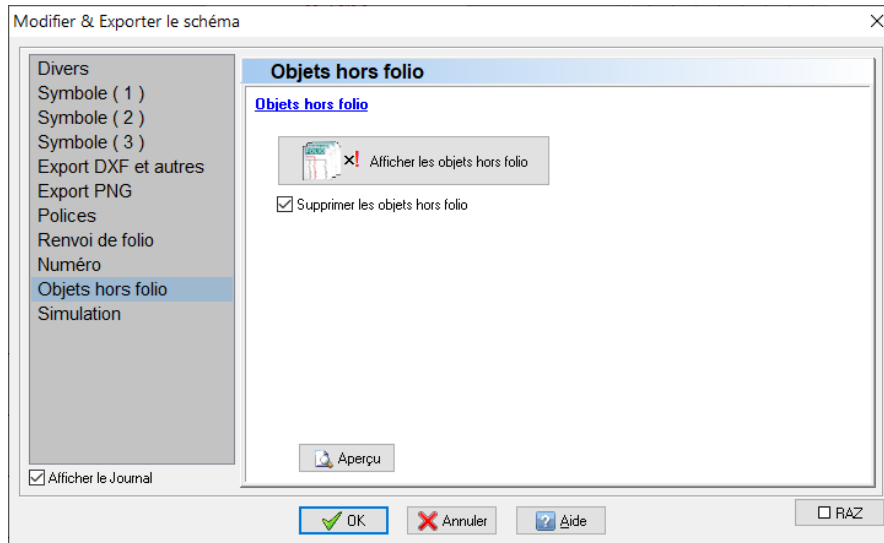 Modifier & Exporter le schéma
Divers
Symbole ( 1 )
Symbole ( 2 )
Symbole ( 3 )
Export DXF et autres
Export PNG
Polices
Renvoi de folio
Numéro
Objets hors folio
Simulation
Afficher le Journal
Objets hors folio
Objets hors folio
FOLIO
Afficher les objets hors folio
Supprimer les objets hors folio
Aperçu
OK
Annuler
Aide
RAZ